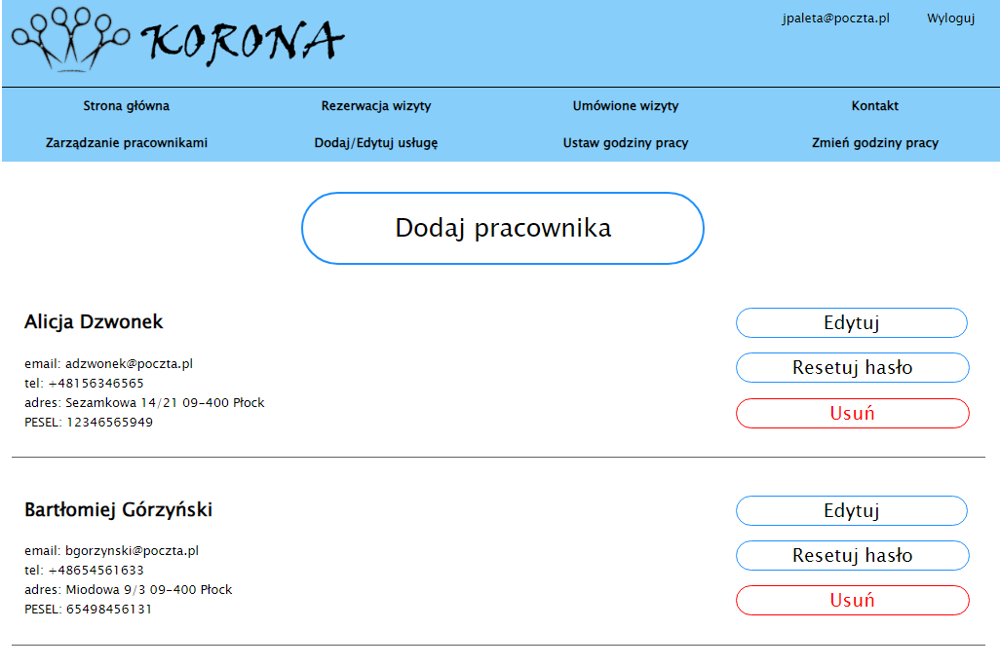 KORONA
jpaleta@poczta.pl Wyloguj
Strona główna Rezerwacja wizyty Umówione wizyty Kontakt
Zarządzanie pracownikami Dodaj/Edytuj usługę Ustaw godziny pracy Zmień godziny pracy
Dodaj pracownika
Alicja Dzwonek
email: adzwonek@poczta.pl
tel: +48156346565
adres: Sezamkowa 14/21 09-400 Płock
PESEL: 12346565949
Edytuj
Resetuj hasło
Usuń
Bartłomiej Górzyński
email: bgorzynski@poczta.pl
tel: +48654561633
adres: Miodowa 9/3 09-400 Płock
PESEL: 65498456131
Edytuj
Resetuj hasło
Usuń